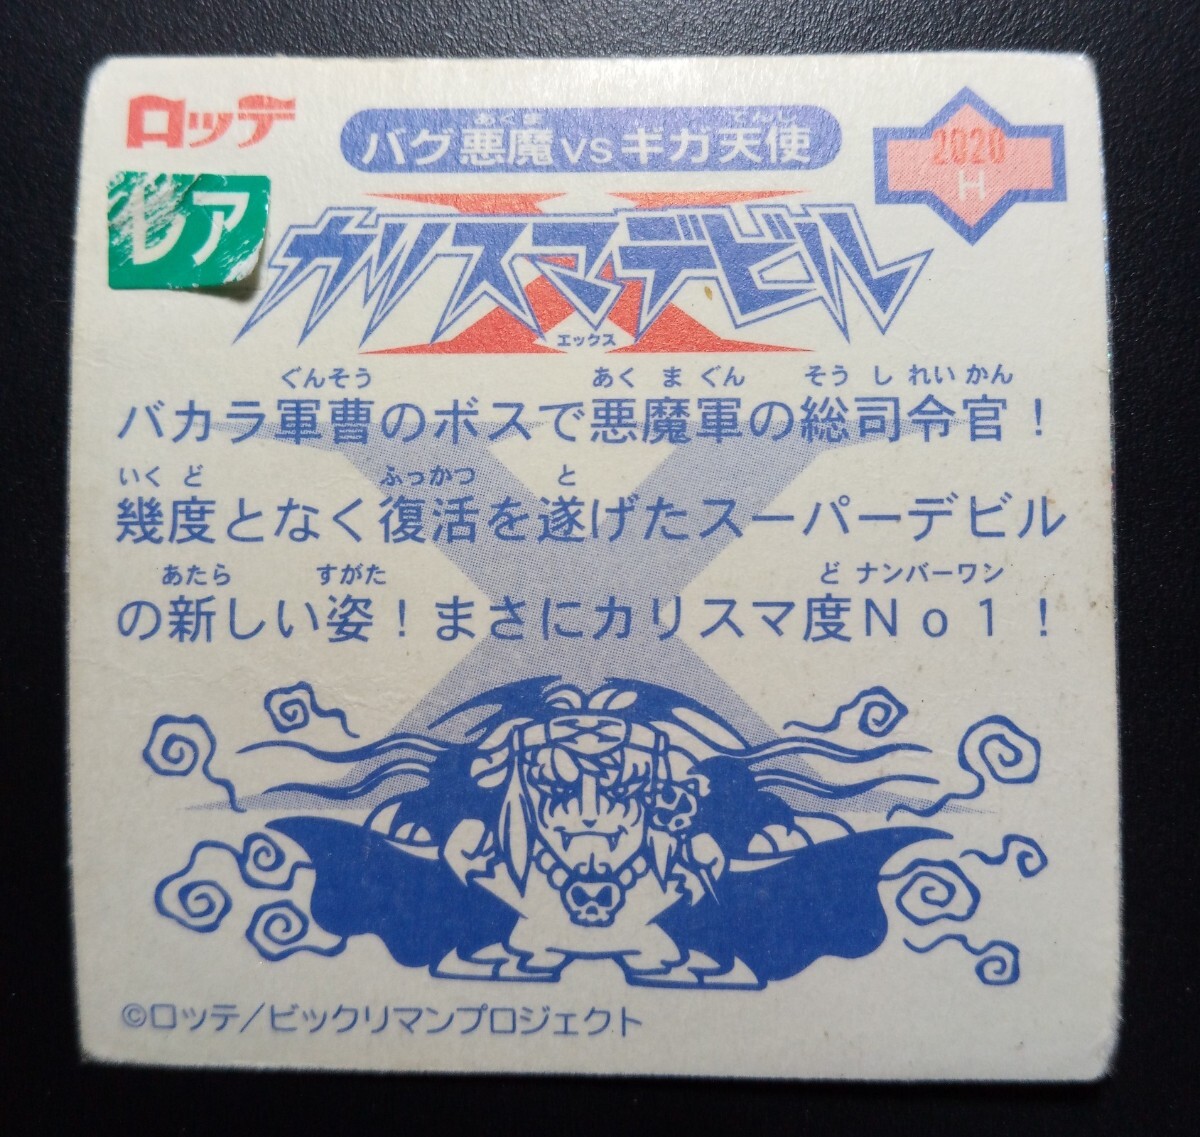 ロッテ
あくま てんし
バグ悪魔vsギガ天使
2020
H
レア
カリスマデビル
X
エックス
ぐんそう あくまぐん そうしれいかん
バカラ軍曹のボスで悪魔軍の総司令官！
いくど ふっかつ と
幾度となく復活を遂げたスーパーデビル
あたら すがた ど ナンバーワン
の新しい姿！まさにカリスマ度No1！
©ロッテ/ビックリマンプロジェクト